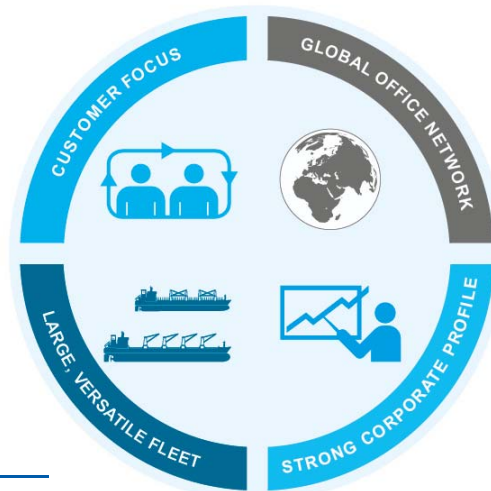 CUSTOMER FOCUS
GLOBAL OFFICE NETWORK
LARGE, VERSATILE FLEET
STRONG CORPORATE PROFILE